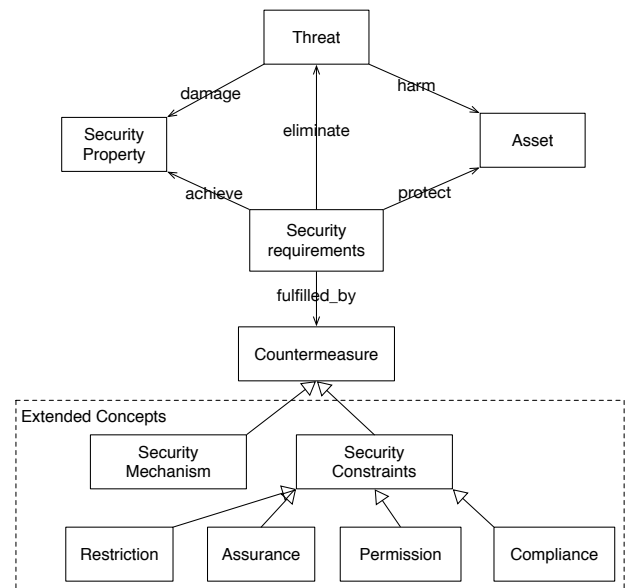 Threat
damage
harm
Security
Property
eliminate
Asset
achieve
protect
Security
requirements
fulfilled_by
Countermeasure
Extended Concepts
Security
Mechanism
Security
Constraints
Restriction
Assurance
Permission
Compliance